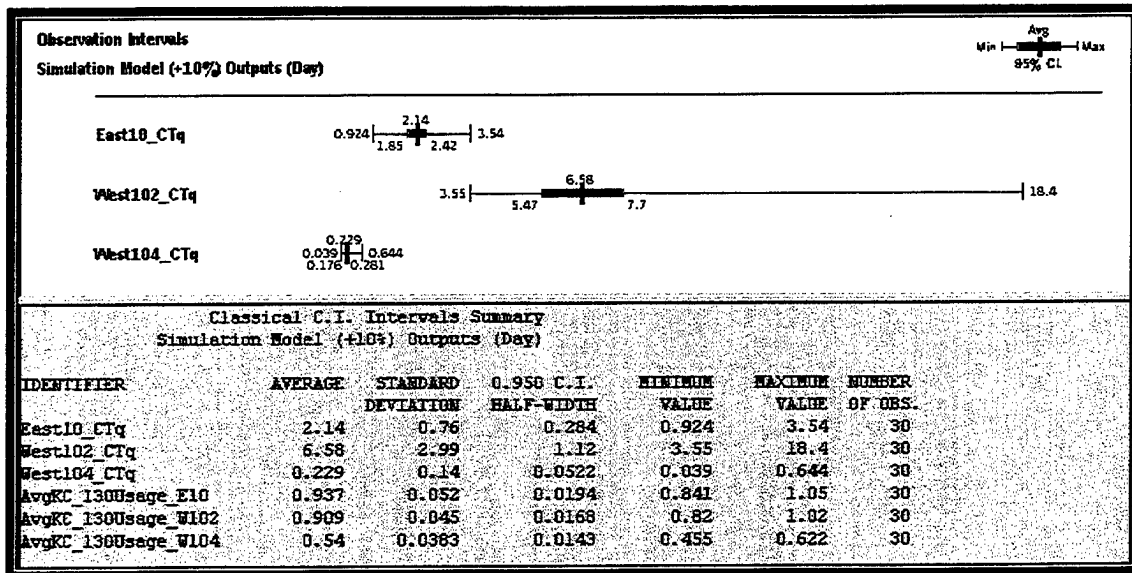 Observation Intervals
Simulation Model (+10%) Outputs (Day)
Avg
Min Max
95% CL
East10_CTq
2.14
0.924 3.54
1.85 2.42
West102_CTq
6.58
3.55 18.4
5.47 7.7
West104_CTq
0.229
0.039 0.644
0.176 0.281
Classical C.I. Intervals Summary
Simulation Model (+10%) Outputs (Day)
IDENTIFIER AVERAGE STANDARD 0.950 C.I. MINIMUM MAXIMUM NUMBER
DEVIATION HALF-WIDTH VALUE VALUE OF OBS.
East10_CTq 2.14 0.76 0.284 0.924 3.54 30
West102_CTq 6.58 2.99 1.12 3.55 18.4 30
West104_CTq 0.229 0.14 0.0522 0.039 0.644 30
AvgKC_130Usage_E10 0.937 0.052 0.0194 0.841 1.05 30
AvgKC_130Usage_W102 0.909 0.045 0.0168 0.82 1.02 30
AvgKC_130Usage_W104 0.54 0.0383 0.0143 0.455 0.622 30